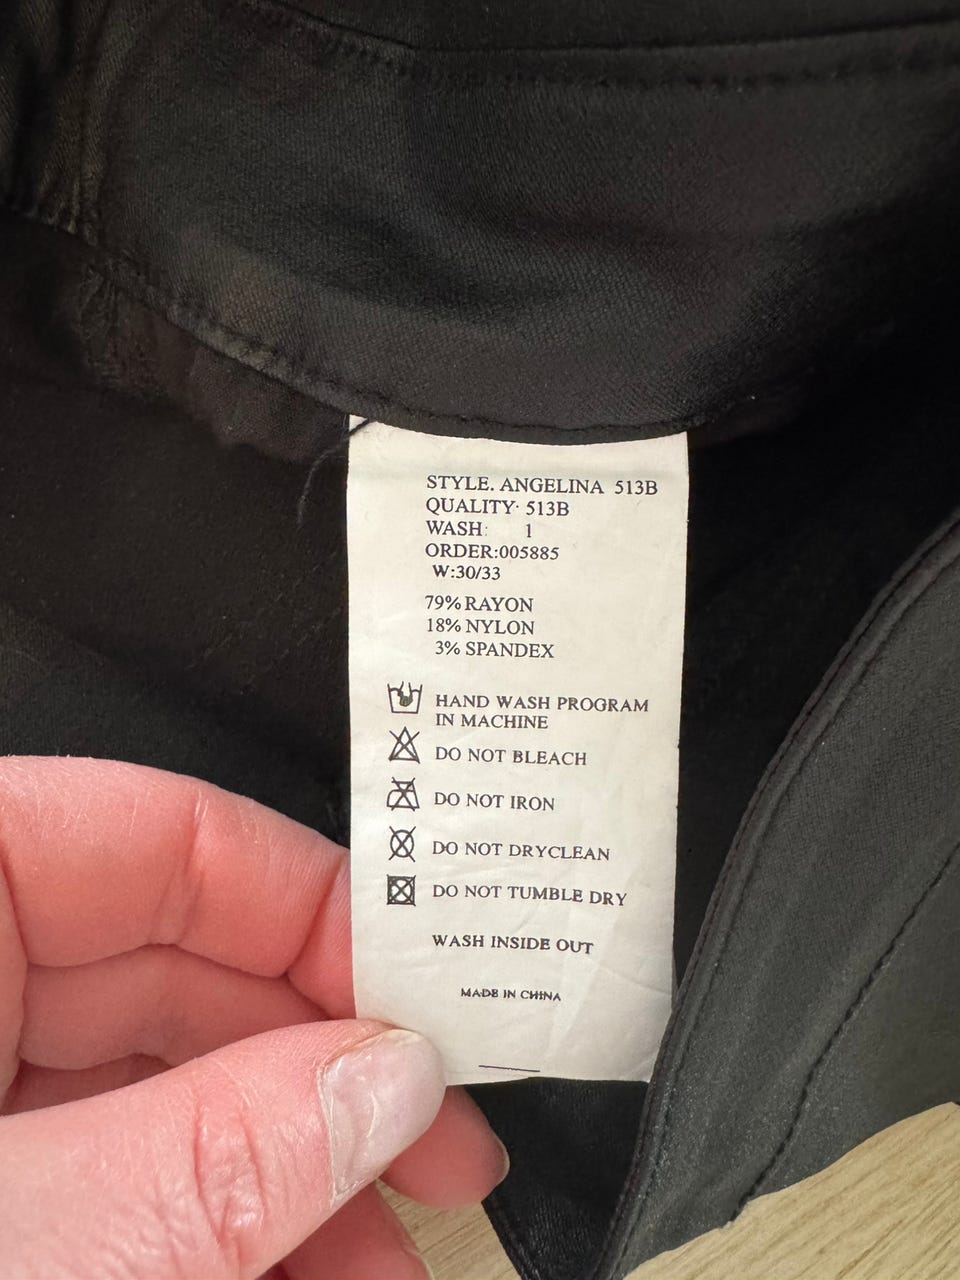 STYLE. ANGELINA 513B
QUALITY: 513B
WASH: 1
ORDER:005885
W:30/33
79% RAYON
18% NYLON
3% SPANDEX
HAND WASH PROGRAM
IN MACHINE
DO NOT BLEACH
DO NOT IRON
DO NOT DRYCLEAN
DO NOT TUMBLE DRY
WASH INSIDE OUT
MADE IN CHINA